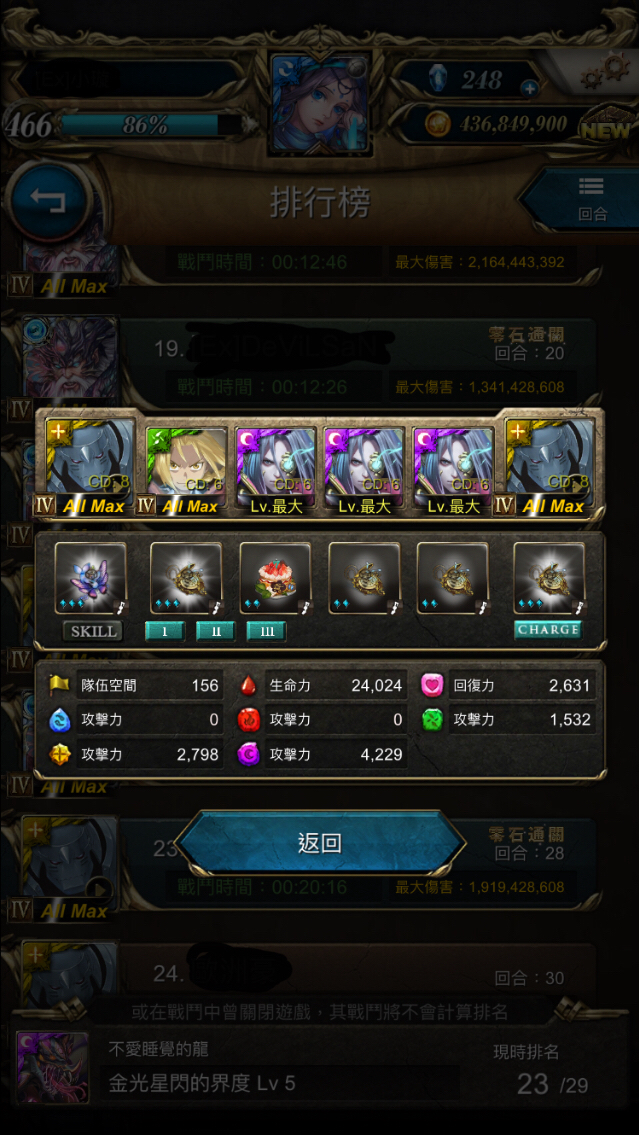 248
466
86%
436,849,900
NEW
排行榜
回合
戰鬥時間：00:12:46
最大傷害：2,164,443,392
IV All Max
19.
零石通關
回合：20
戰鬥時間：00:12:26
最大傷害：1,341,428,608
IV
CD: 8
CD: 6
CD: 6
CD: 6
CD: 6
CD: 8
IV All Max
IV All Max
Lv.最大
Lv.最大
Lv.最大
IV All Max
SKILL
I
II
III
CHARGE
隊伍空間 156
生命力 24,024
回復力 2,631
攻擊力 0
攻擊力 0
攻擊力 1,532
攻擊力 2,798
攻擊力 4,229
IV All Max
返回
23.
零石通關
回合：28
戰鬥時間：00:20:16
最大傷害：1,919,428,608
IV All Max
24.
回合：30
或在戰鬥中曾關閉遊戲，其戰鬥將不會計算排名
不愛睡覺的龍
現時排名
金光星閃的界度 Lv 5
23 /29